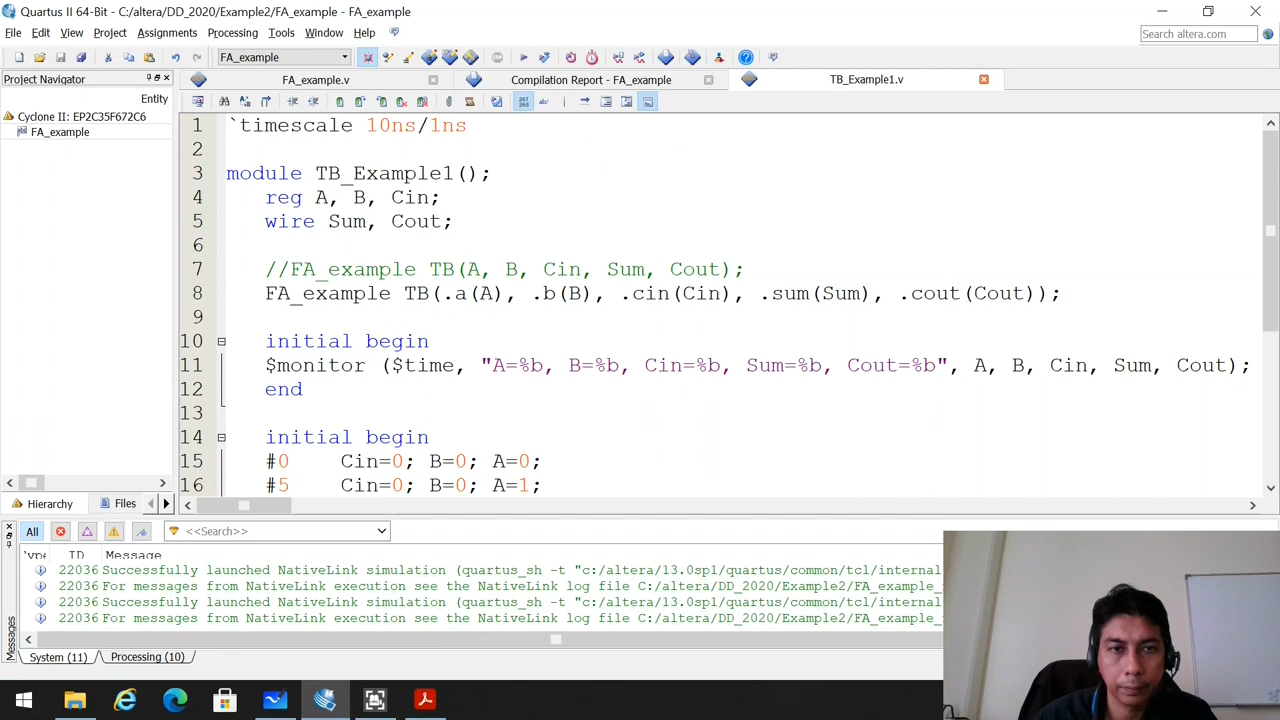 Quartus II 64-Bit - C:/altera/DD_2020/Example2/FA_example - FA_example
File Edit View Project Assignments Processing Tools Window Help
Search altera.com
FA_example
Project Navigator
FA_example.v
Compilation Report - FA_example
TB_Example1.v
Entity
Cyclone II: EP2C35F672C6
FA_example
1 `timescale 10ns/1ns
2
3 module TB_Example1();
4 reg A, B, Cin;
5 wire Sum, Cout;
6
7 //FA_example TB(A, B, Cin, Sum, Cout);
8 FA_example TB(.a(A), .b(B), .cin(Cin), .sum(Sum), .cout(Cout));
9
10 initial begin
11 $monitor ($time, "A=%b, B=%b, Cin=%b, Sum=%b, Cout=%b", A, B, Cin, Sum, Cout);
12 end
13
14 initial begin
15 #0 Cin=0; B=0; A=0;
16 #5 Cin=0; B=0; A=1;
Hierarchy Files
All <<Search>>
Type ID Message
22036 Successfully launched NativeLink simulation (quartus_sh -t "c:/altera/13.0sp1/quartus/common/tcl/internal
22036 For messages from NativeLink execution see the NativeLink log file C:/altera/DD_2020/Example2/FA_example_
22036 Successfully launched NativeLink simulation (quartus_sh -t "c:/altera/13.0sp1/quartus/common/tcl/internal
22036 For messages from NativeLink execution see the NativeLink log file C:/altera/DD_2020/Example2/FA_example_
Messages
System (11) Processing (10)